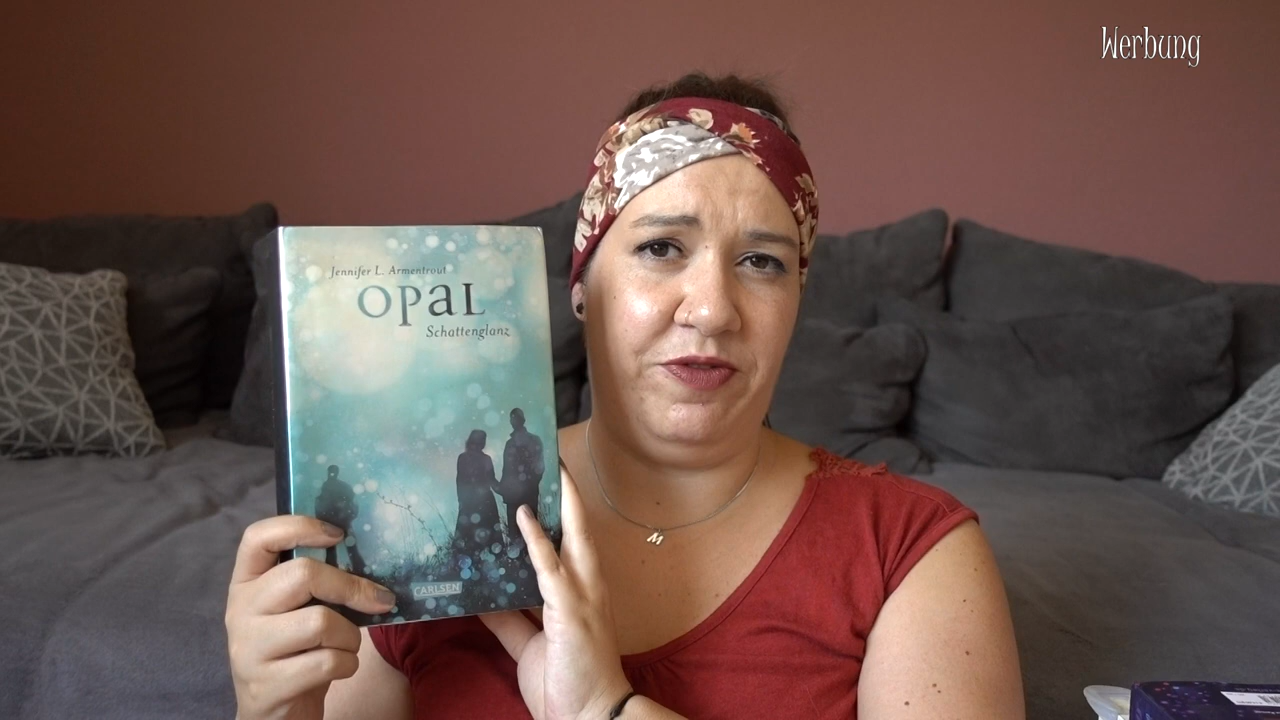 Werbung
Jennifer L. Armentrout
OPAL
Schattenglanz
CARLSEN
M